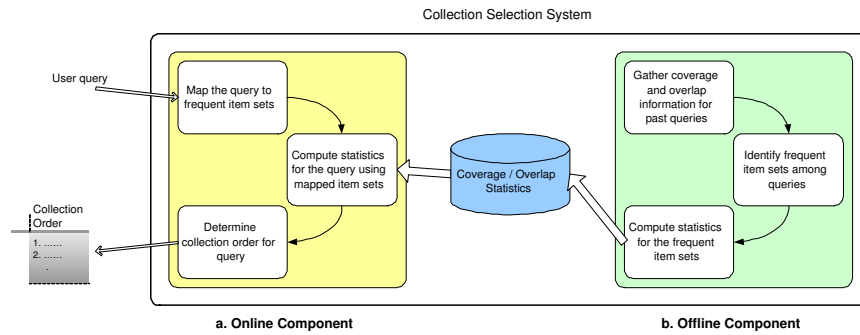 Collection Selection System
User query
Map the query to
frequent item sets
Compute statistics
for the query using
mapped item sets
Determine
collection order for
query
Collection
Order
1. ......
2. ......
.
Coverage / Overlap
Statistics
Gather coverage
and overlap
information for
past queries
Identify frequent
item sets among
queries
Compute statistics
for the frequent
item sets
a. Online Component
b. Offline Component